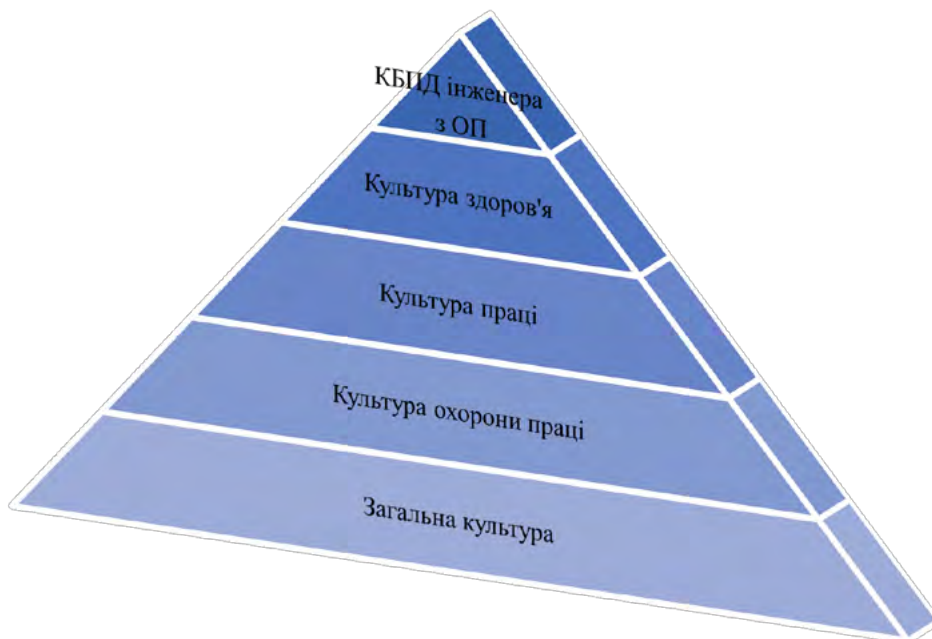 КБПД інженера
з ОП
Культура здоров'я
Культура праці
Культура охорони праці
Загальна культура